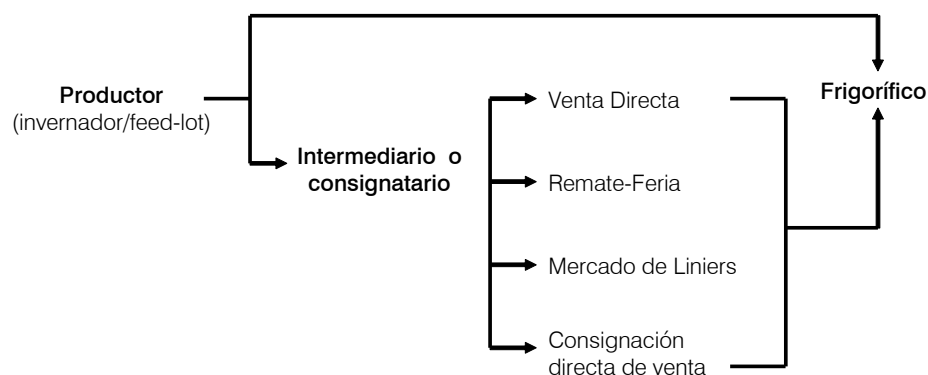 Productor
(invernador/feed-lot)
Intermediario o
consignatario
Venta Directa
Remate-Feria
Mercado de Liniers
Consignación
directa de venta
Frigorífico